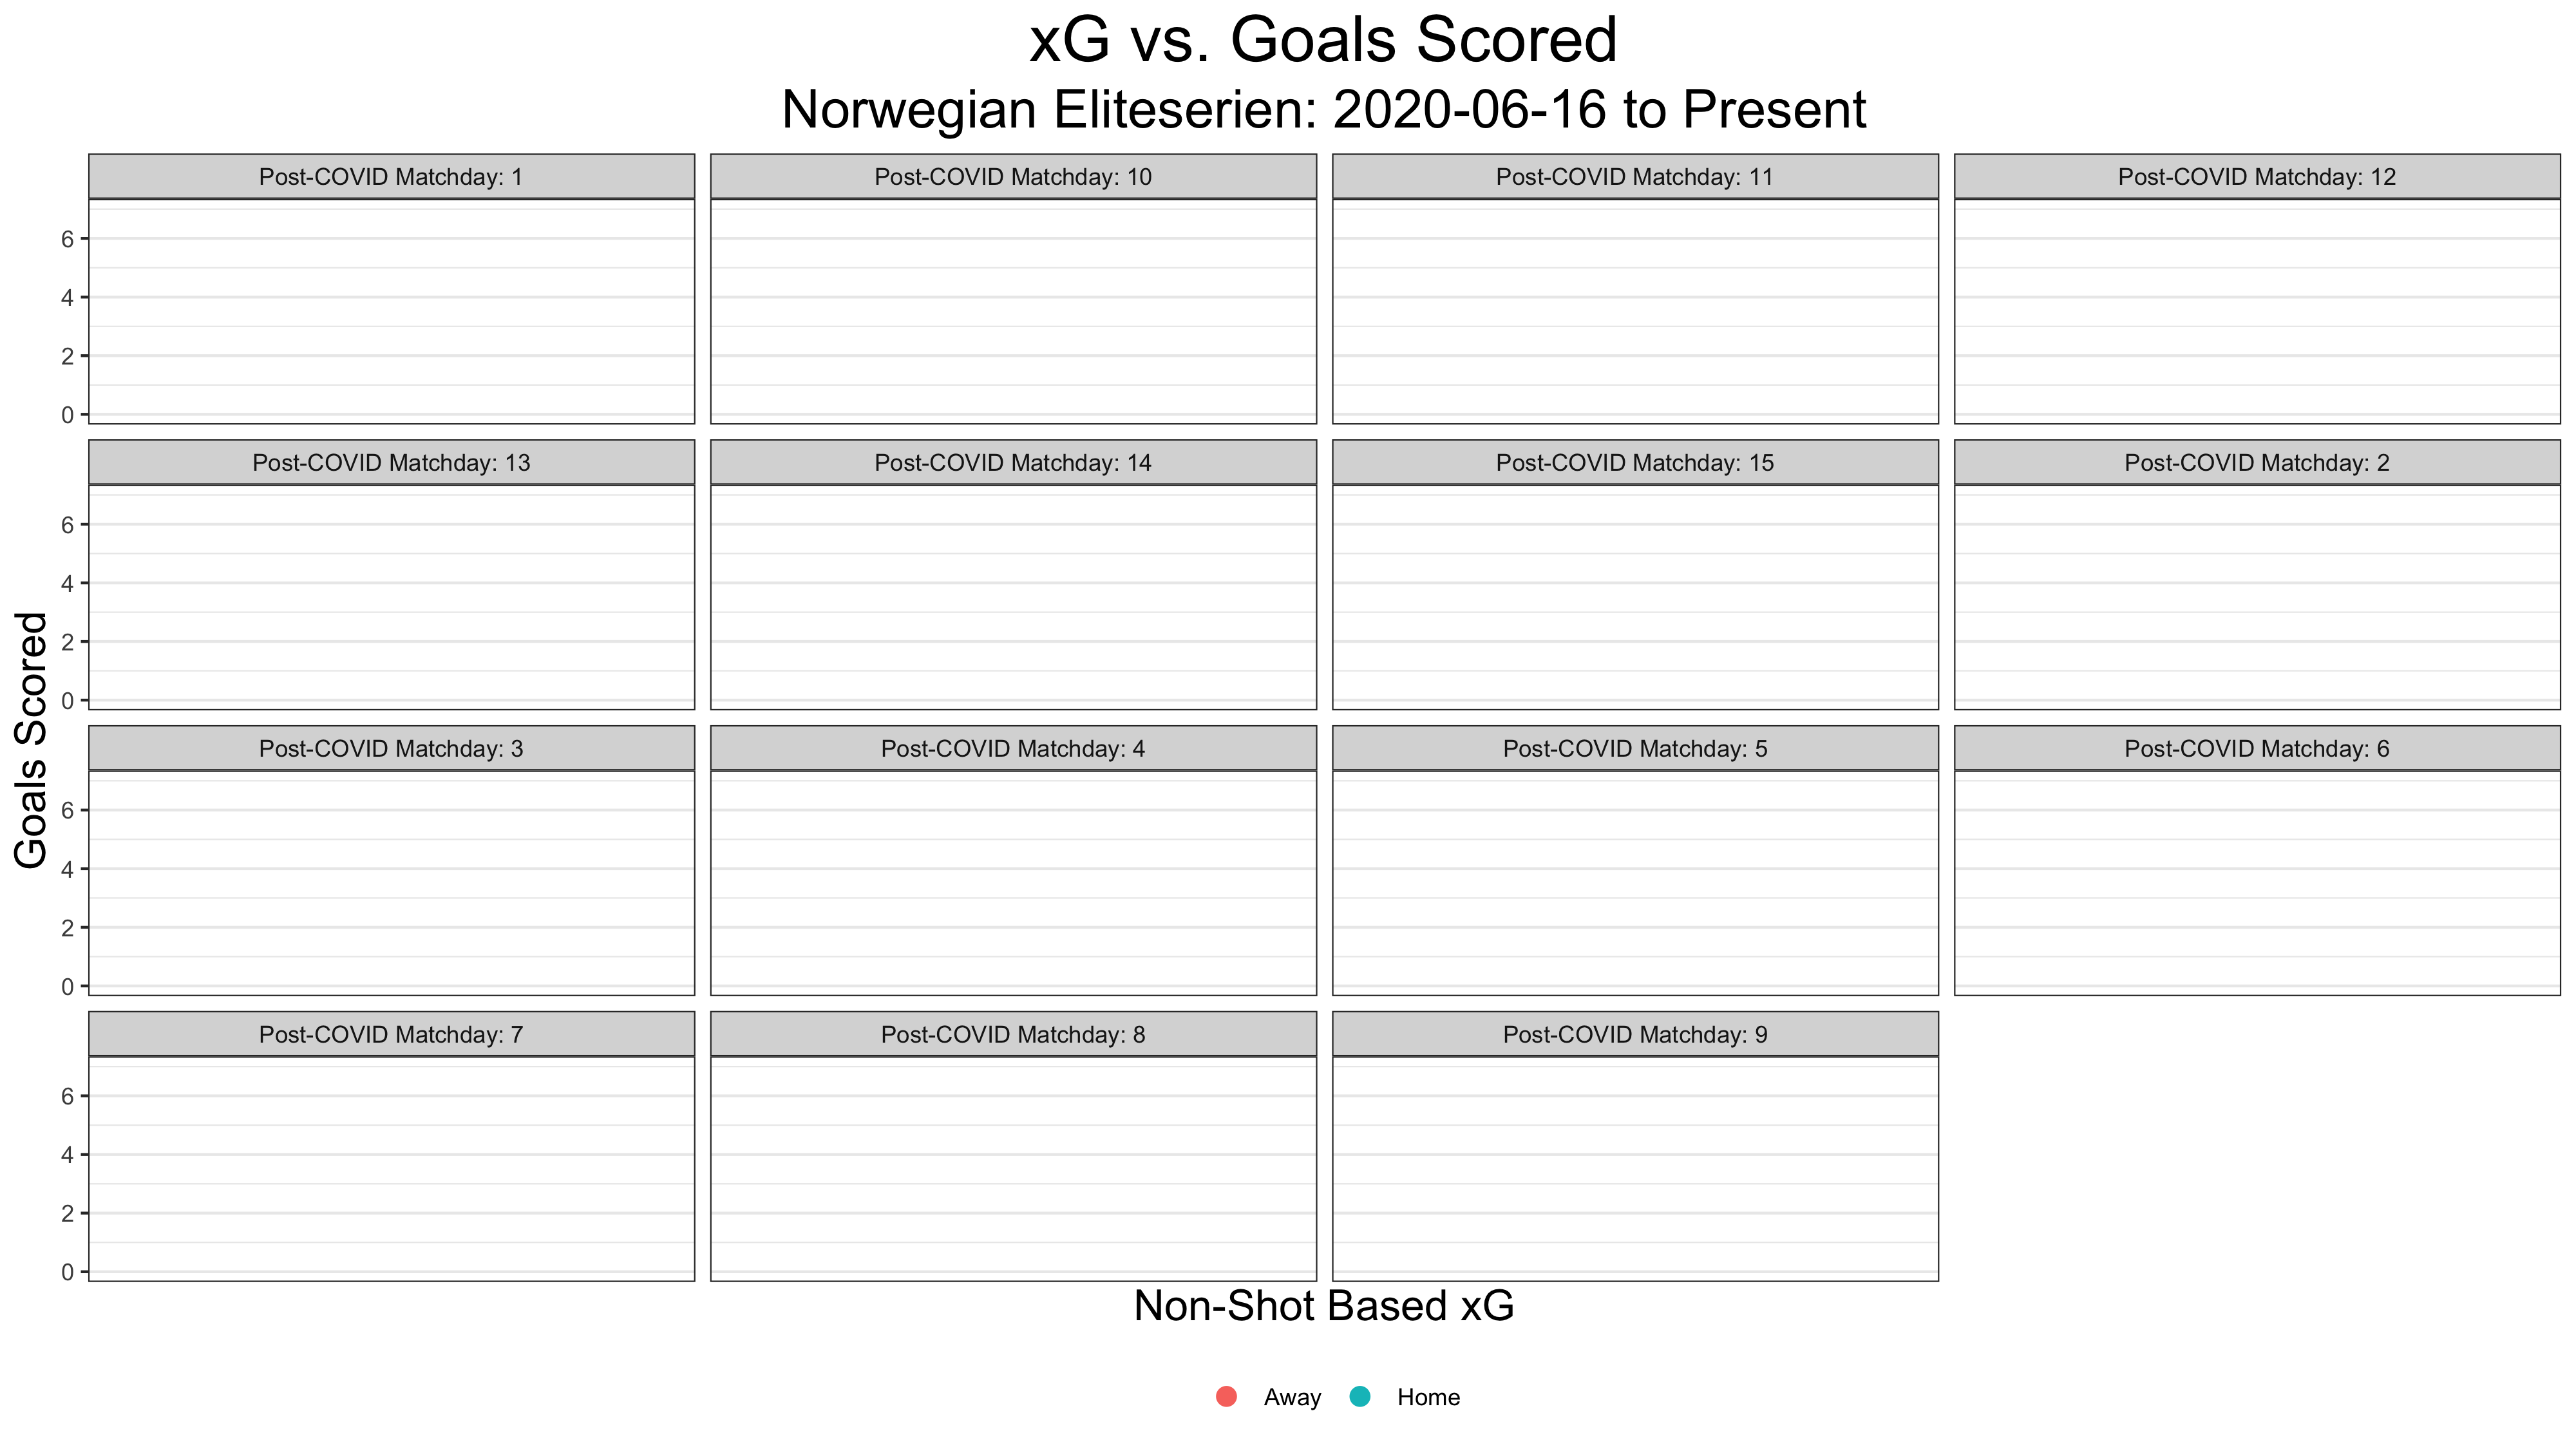 xG vs. Goals Scored
Norwegian Eliteserien: 2020-06-16 to Present
Post-COVID Matchday: 1
Post-COVID Matchday: 10
Post-COVID Matchday: 11
Post-COVID Matchday: 12
6
4
2
0
Post-COVID Matchday: 13
Post-COVID Matchday: 14
Post-COVID Matchday: 15
Post-COVID Matchday: 2
6
4
2
0
Goals Scored
Post-COVID Matchday: 3
Post-COVID Matchday: 4
Post-COVID Matchday: 5
Post-COVID Matchday: 6
6
4
2
0
Post-COVID Matchday: 7
Post-COVID Matchday: 8
Post-COVID Matchday: 9
6
4
2
0
Non-Shot Based xG
Away
Home